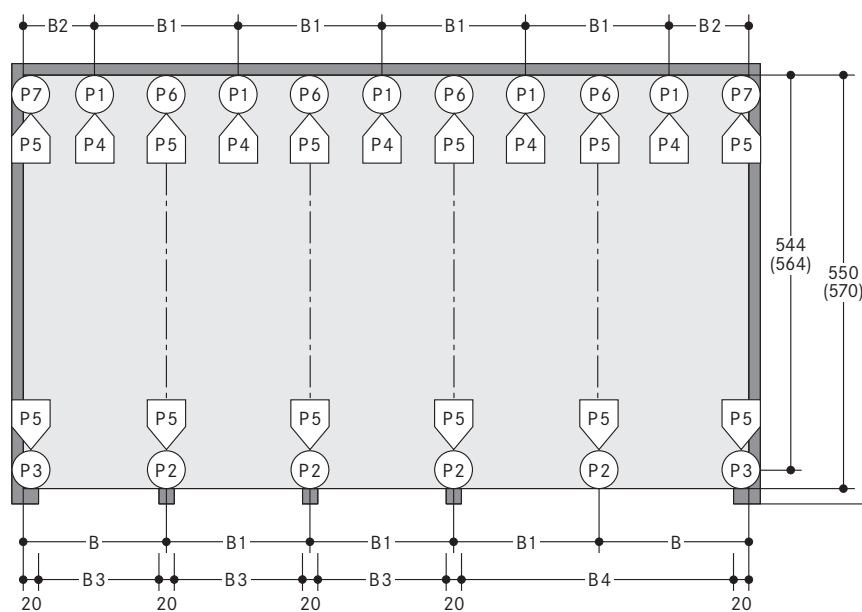 B2 B1 B1 B1 B1 B2
P7 P1 P6 P1 P6 P1 P6 P1 P6 P1 P7
P5 P4 P5 P4 P5 P4 P5 P4 P5 P4 P5
544
(564)
550
(570)
P5 P5 P5 P5 P5 P5
P3 P2 P2 P2 P2 P3
B B1 B1 B1 B
B3 B3 B3 B4
20 20 20 20 20